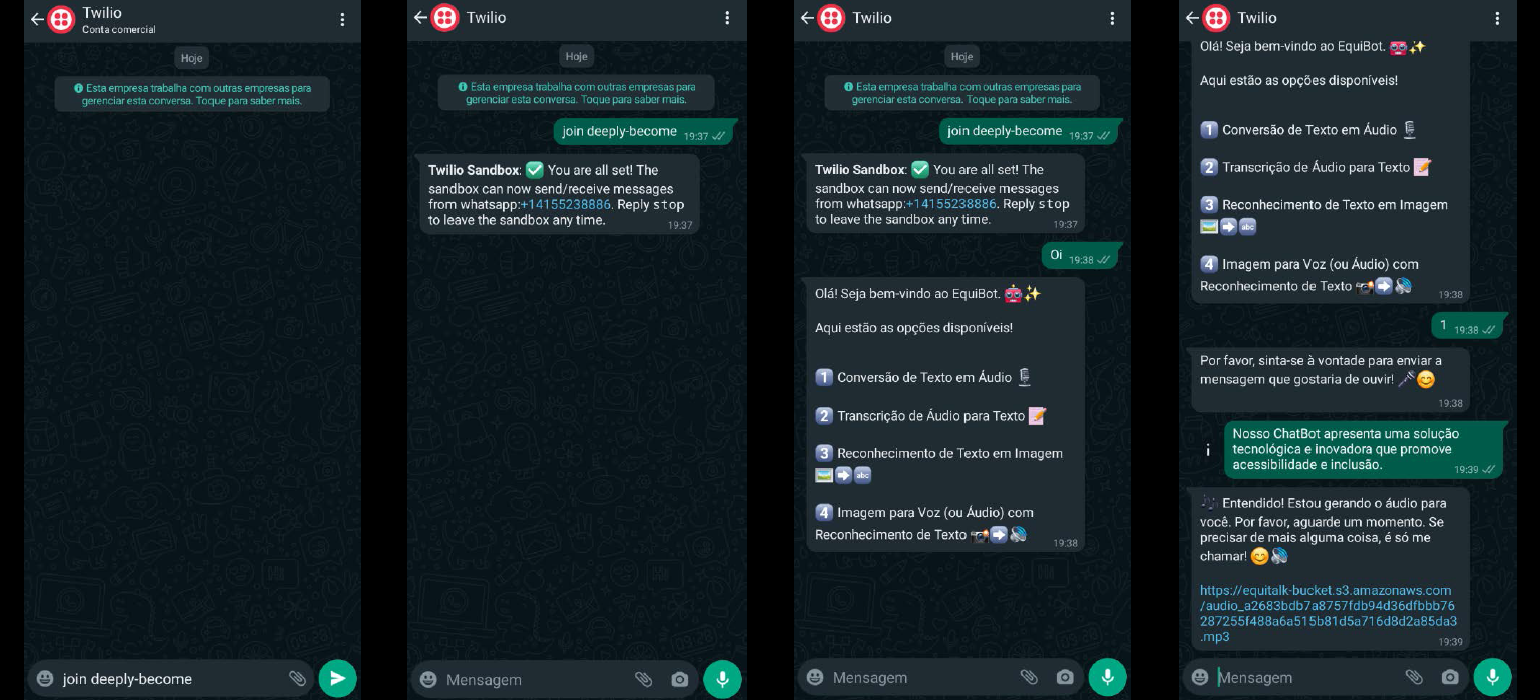 Twilio
Conta comercial
Hoje
Esta empresa trabalha com outras empresas para
gerenciar esta conversa. Toque para saber mais.
join deeply-become
Twilio
Hoje
Esta empresa trabalha com outras empresas para
gerenciar esta conversa. Toque para saber mais.
join deeply-become 19:37
Twilio Sandbox: ✅ You are all set! The
sandbox can now send/receive messages
from whatsapp:+14155238886. Reply stop
to leave the sandbox any time.
19:37
Mensagem
Twilio
Hoje
Esta empresa trabalha com outras empresas para
gerenciar esta conversa. Toque para saber mais.
join deeply-become 19:37
Twilio Sandbox: ✅ You are all set! The
sandbox can now send/receive messages
from whatsapp:+14155238886. Reply stop
to leave the sandbox any time.
19:37
Oi 19:38
Olá! Seja bem-vindo ao EquiBot. 🤖✨
Aqui estão as opções disponíveis!
1 Conversão de Texto em Áudio 🎙️
2 Transcrição de Áudio para Texto 📝
3 Reconhecimento de Texto em Imagem
🖼️➡️🔤
4 Imagem para Voz (ou Áudio) com
Reconhecimento de Texto 📸➡️🔊
19:38
Mensagem
Twilio
Olá! Seja bem-vindo ao EquiBot. 🤖✨
Aqui estão as opções disponíveis!
1 Conversão de Texto em Áudio 🎙️
2 Transcrição de Áudio para Texto 📝
3 Reconhecimento de Texto em Imagem
🖼️➡️🔤
4 Imagem para Voz (ou Áudio) com
Reconhecimento de Texto 📸➡️🔊
19:38
1 19:38
Por favor, sinta-se à vontade para enviar a
mensagem que gostaria de ouvir! 🎤😊
19:38
Nosso ChatBot apresenta uma solução
tecnológica e inovadora que promove
acessibilidade e inclusão.
19:39
🎶 Entendido! Estou gerando o áudio para
você. Por favor, aguarde um momento. Se
precisar de mais alguma coisa, é só me
chamar! 😊🔊
https://equitalk-bucket.s3.amazonaws.com
/audio_a2683bdb7a8757fdb94d36dfbbb76
287255f488a6a515b81d5a716d8d2a85da3
.mp3
19:39
Mensagem